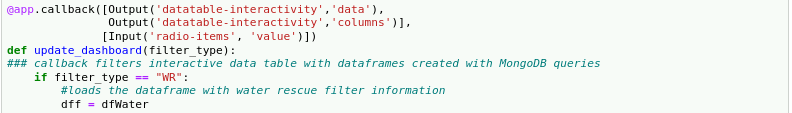 @app.callback([Output('datatable-interactivity','data'),
               Output('datatable-interactivity','columns')],
              [Input('radio-items', 'value')])
def update_dashboard(filter_type):
### callback filters interactive data table with dataframes created with MongoDB queries
    if filter_type == "WR":
        #loads the dataframe with water rescue filter information
        dff = dfWater